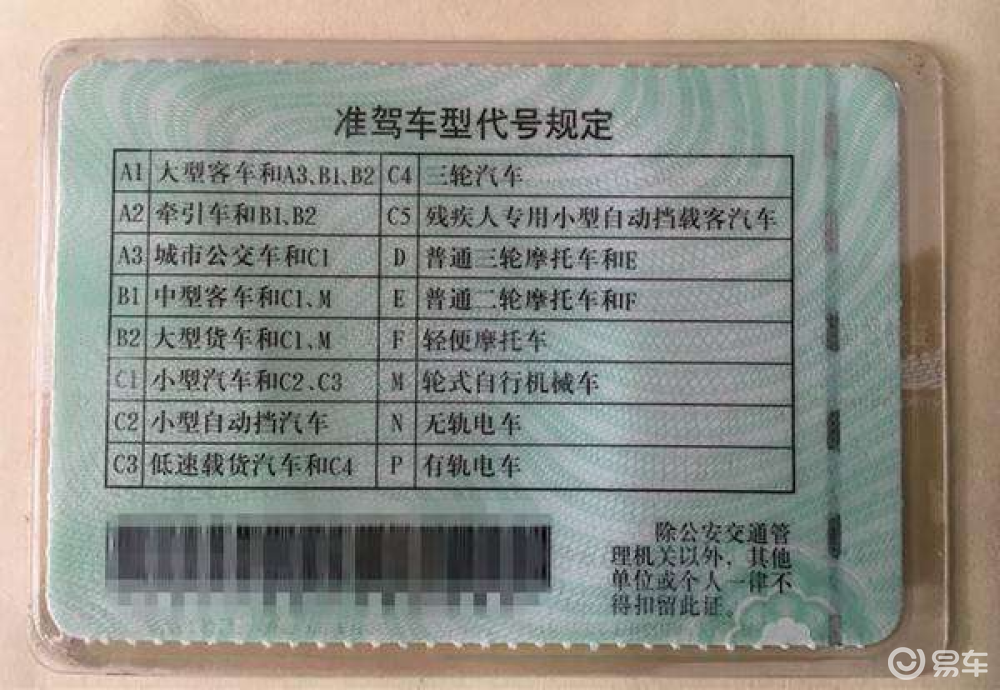 准驾车型代号规定
A1 大型客车和A3、B1、B2 C4 三轮汽车
A2 牵引车和B1、B2 C5 残疾人专用小型自动挡载客汽车
A3 城市公交车和C1 D 普通三轮摩托车和E
B1 中型客车和C1、M E 普通二轮摩托车和F
B2 大型货车和C1、M F 轻便摩托车
C1 小型汽车和C2、C3 M 轮式自行机械车
C2 小型自动挡汽车 N 无轨电车
C3 低速载货汽车和C4 P 有轨电车
除公安交通管
理机关以外，其他
单位或个人一律不
得扣留此证。
易车